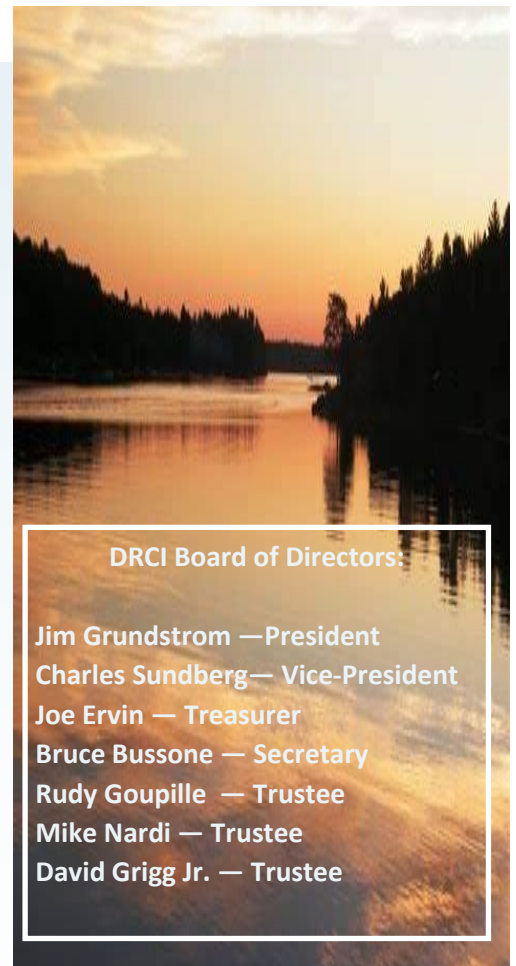 DRCI Board of Directors:
Jim Grundstrom —President
Charles Sundberg— Vice-President
Joe Ervin — Treasurer
Bruce Bussone — Secretary
Rudy Goupille — Trustee
Mike Nardi — Trustee
David Grigg Jr. — Trustee